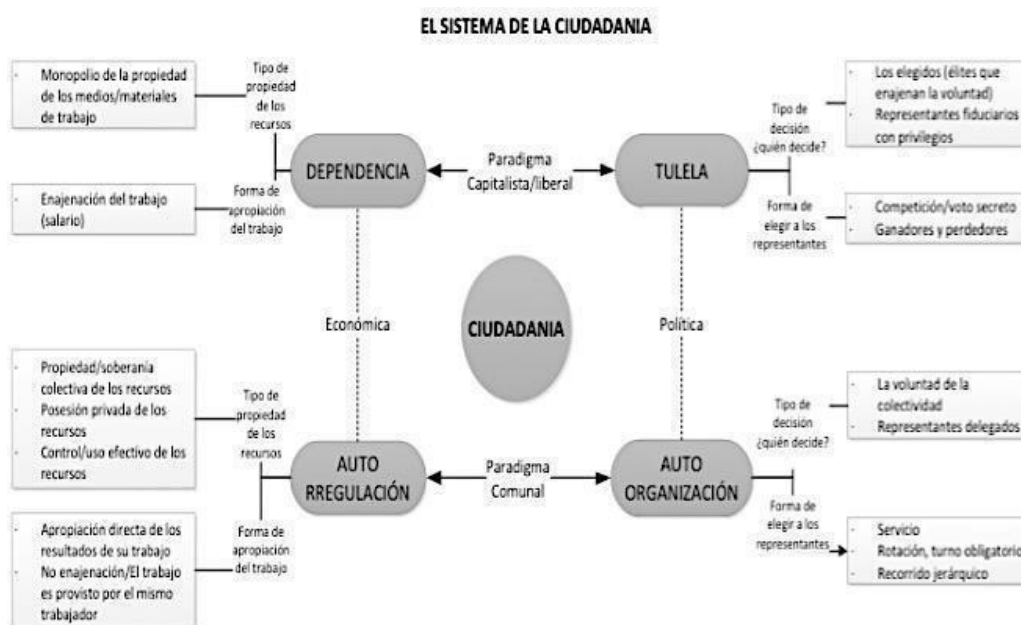 EL SISTEMA DE LA CIUDADANIA
· Monopolio de la propiedad
de los medios/materiales
de trabajo
Tipo de
propiedad
de los
recursos
· Enajenación del trabajo
(salario)
Forma de
apropiación
del trabajo
DEPENDENCIA
Paradigma
Capitalista/liberal
TULELA
Tipo de
decisión
¿quién decide?
· Los elegidos (élites que
enajenan la voluntad)
· Representantes fiduciarios
con privilegios
Forma de
elegir a los
representantes
· Competición/voto secreto
· Ganadores y perdedores
Económica
CIUDADANIA
Política
· Propiedad/soberanía
colectiva de los recursos
· Posesión privada de los
recursos
· Control/uso efectivo de los
recursos
Tipo de
propiedad
de los
recursos
· Apropiación directa de los
resultados de su trabajo
· No enajenación/El trabajo
es provisto por el mismo
trabajador
Forma de
apropiación
del trabajo
AUTO
RREGULACIÓN
Paradigma
Comunal
AUTO
ORGANIZACIÓN
Tipo de
decisión
¿quién decide?
· La voluntad de la
colectividad
· Representantes delegados
Forma de
elegir a los
representantes
· Servicio
· Rotación, turno obligatorio
· Recorrido jerárquico